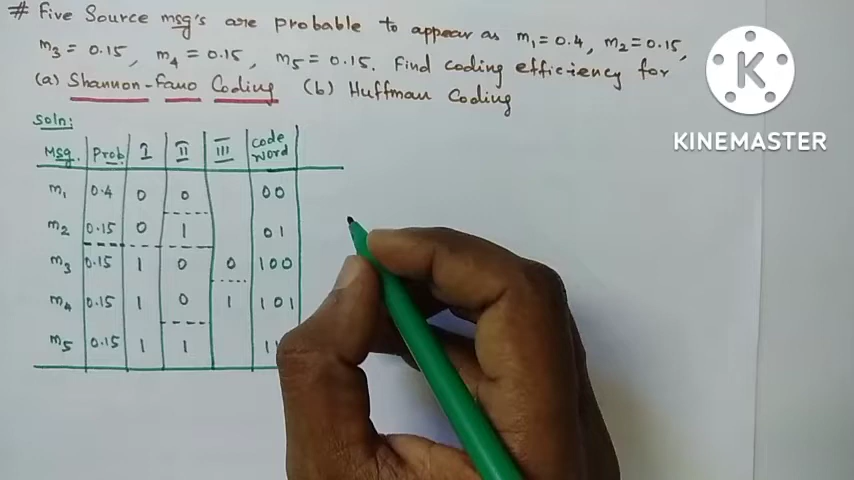 # Five Source msg's are probable to appear as m1 = 0.4, m2 = 0.15,
m3 = 0.15, m4 = 0.15, m5 = 0.15. Find coding efficiency for
(a) Shannon-Fano Coding (b) Huffman Coding
Soln:
Msg. Prob I II III Code Word
m1 0.4 0 0 00
m2 0.15 0 1 01
m3 0.15 1 0 0 100
m4 0.15 1 0 1 101
m5 0.15 1 1 11
K
KINEMASTER